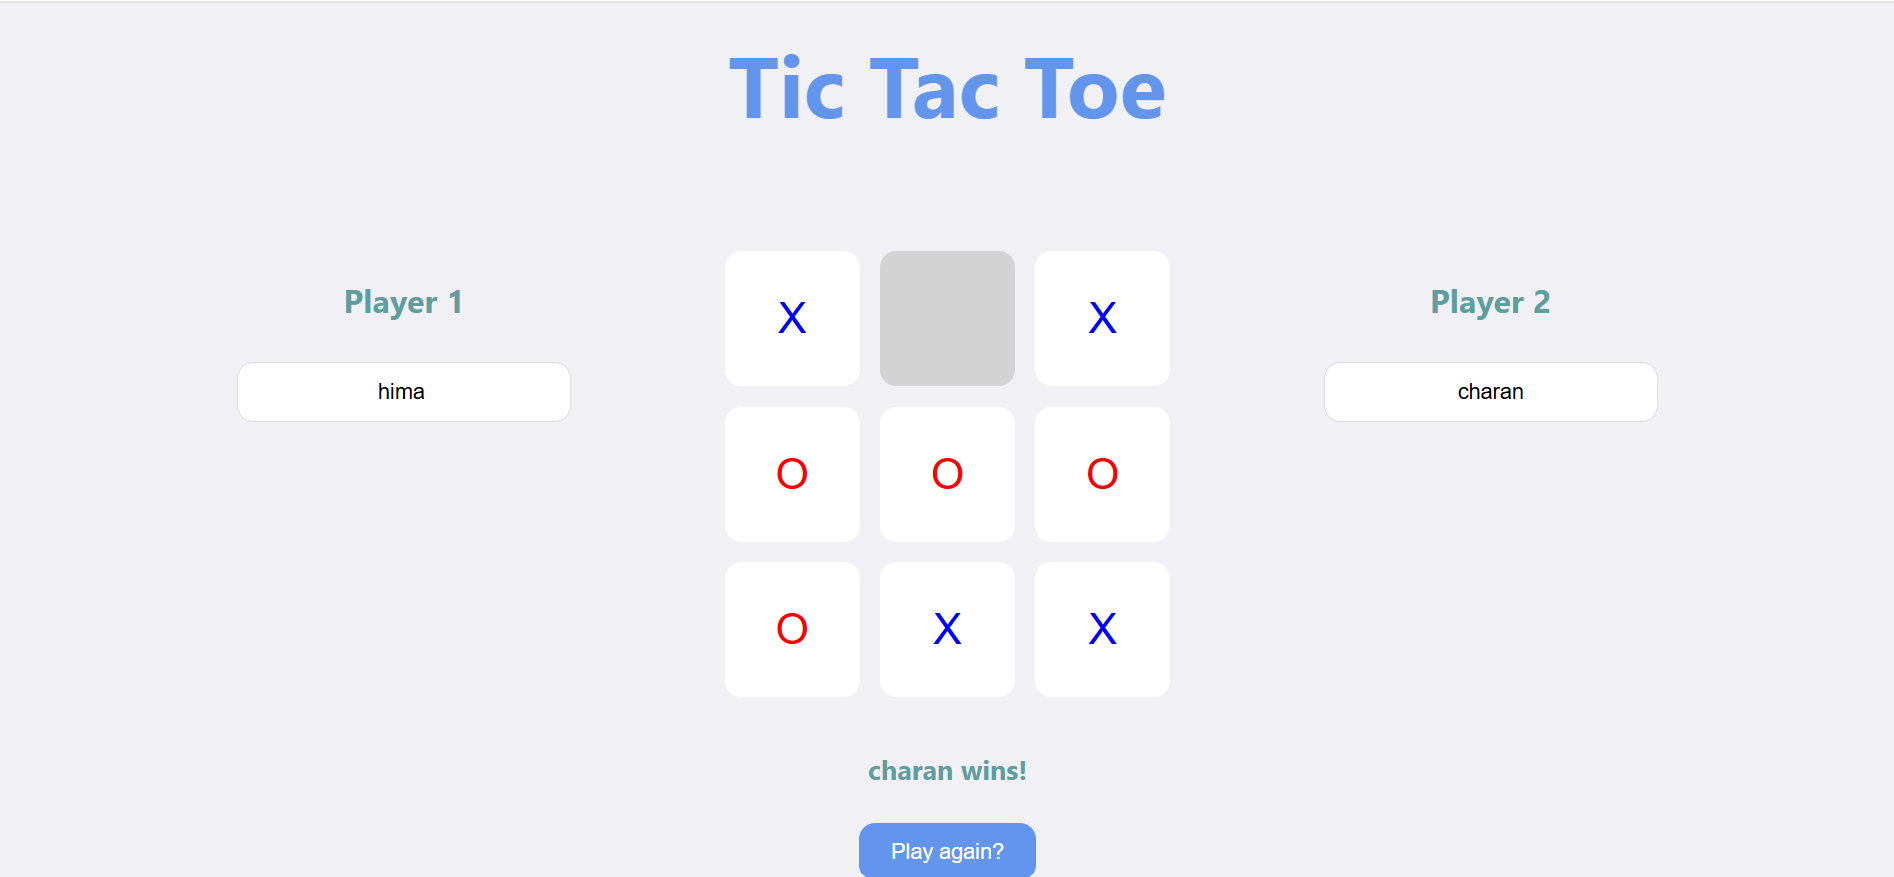 Tic Tac Toe
Player 1
hima
X X
O O O
O X X
Player 2
charan
charan wins!
Play again?